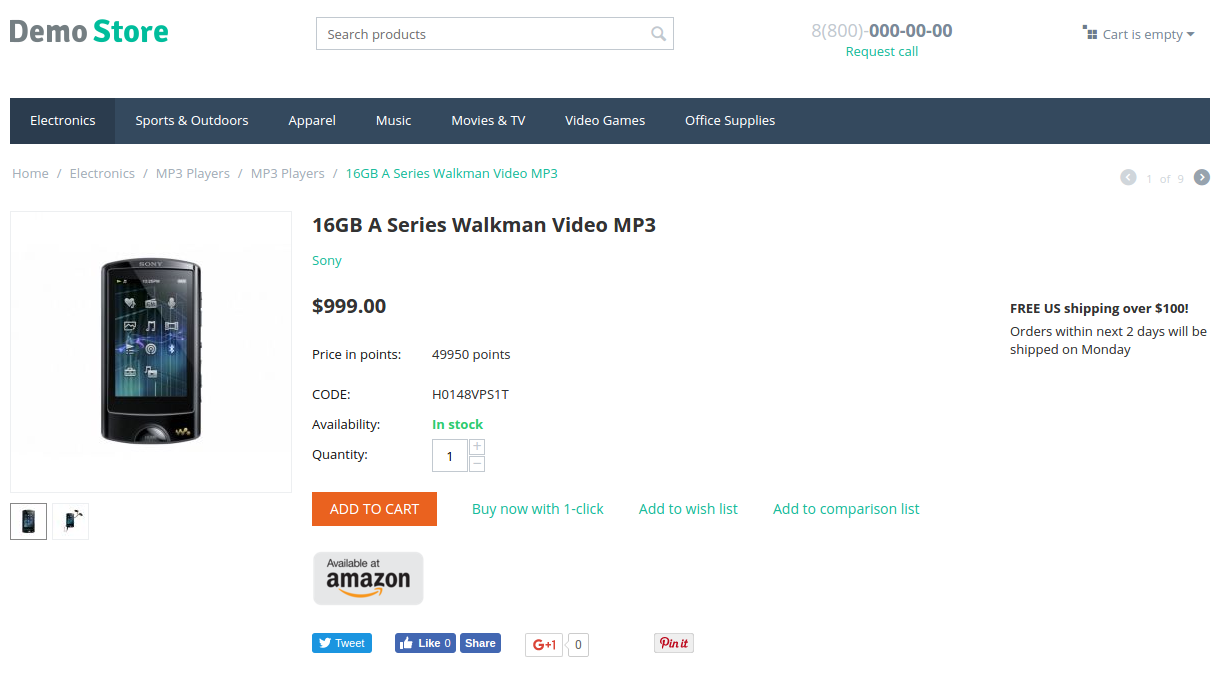 Demo Store
Search products
8(800)-000-00-00
Request call
Cart is empty
Electronics
Sports & Outdoors
Apparel
Music
Movies & TV
Video Games
Office Supplies
Home / Electronics / MP3 Players / MP3 Players / 16GB A Series Walkman Video MP3
1 of 9
SONY
16GB A Series Walkman Video MP3
Sony
$999.00
Price in points: 49950 points
CODE: H0148VPS1T
Availability: In stock
Quantity: 1 + −
FREE US shipping over $100!
Orders within next 2 days will be
shipped on Monday
ADD TO CART
Buy now with 1-click
Add to wish list
Add to comparison list
Available at
amazon
Tweet
Like 0
Share
G+1
0
Pin it